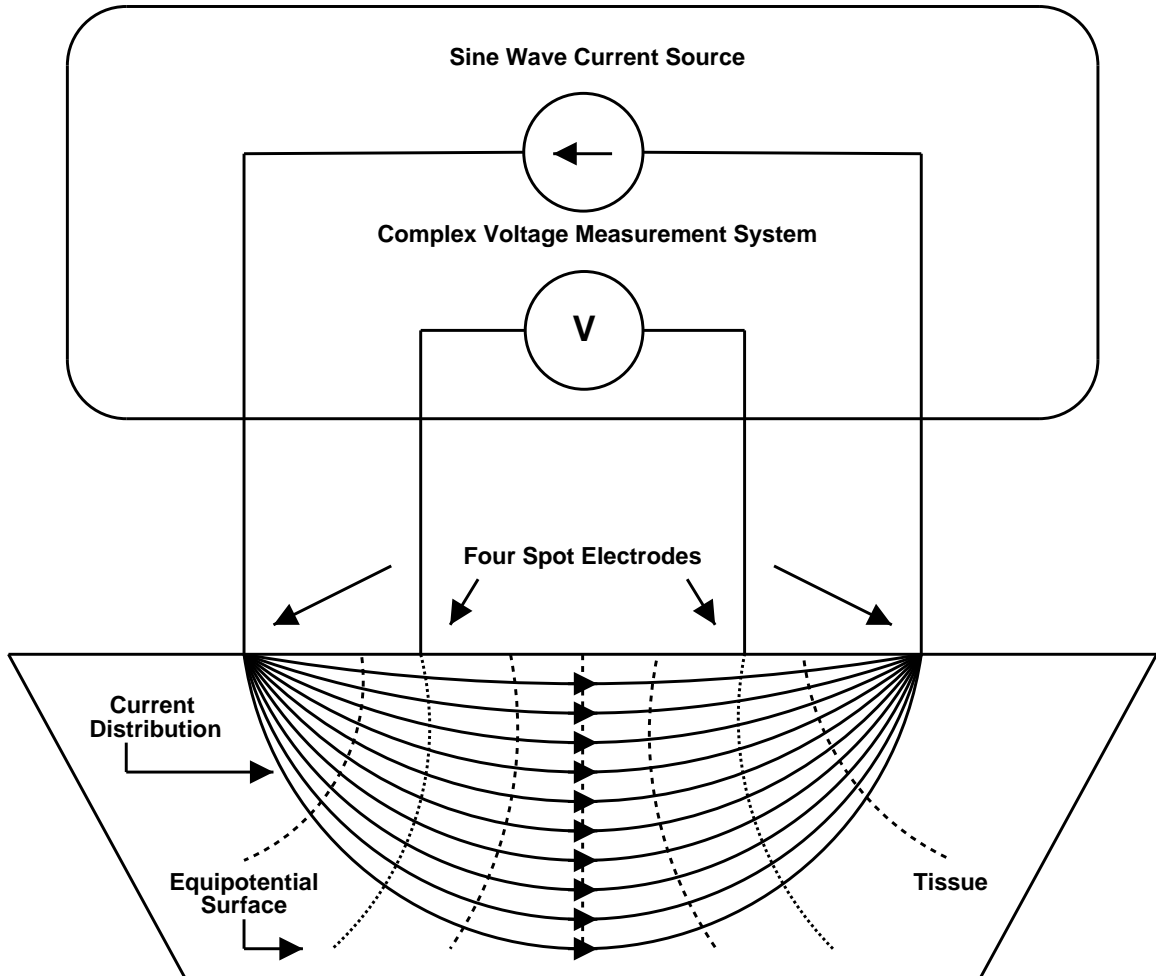 Sine Wave Current Source
Complex Voltage Measurement System
V
Four Spot Electrodes
Current
Distribution
Equipotential
Surface
Tissue